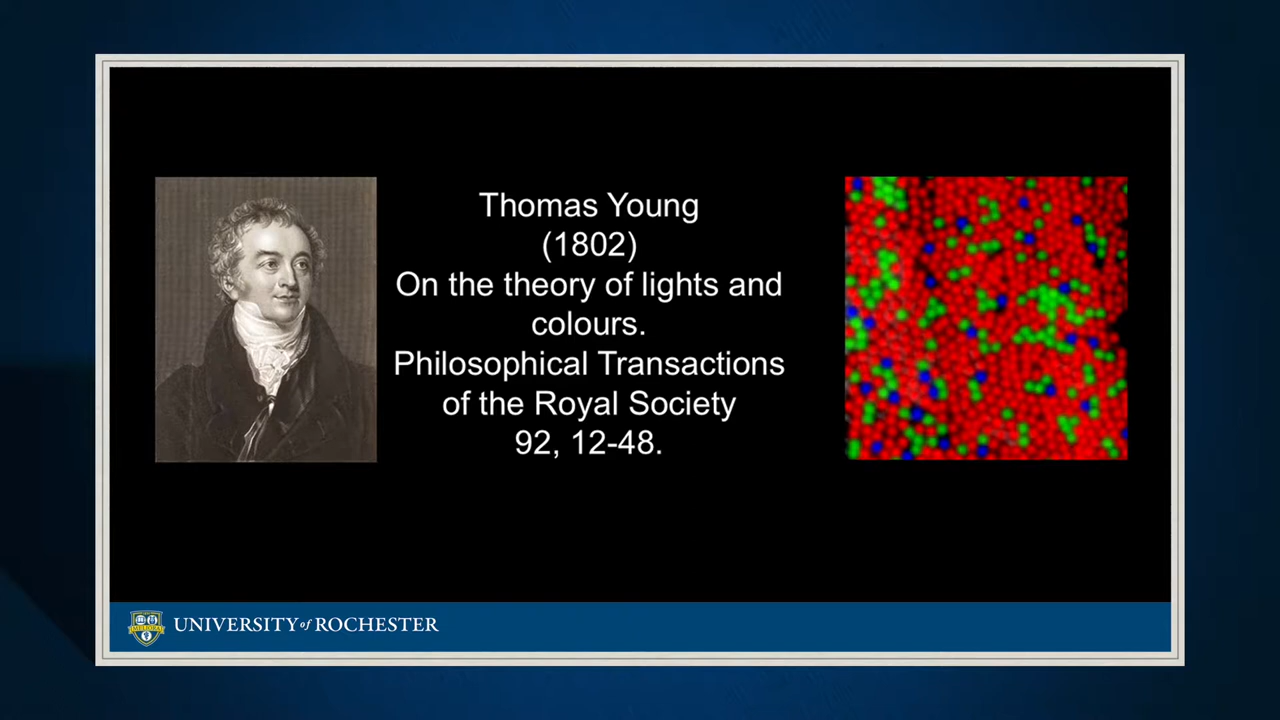 Thomas Young
(1802)
On the theory of lights and
colours.
Philosophical Transactions
of the Royal Society
92, 12-48.
MELIORA
UNIVERSITY of ROCHESTER